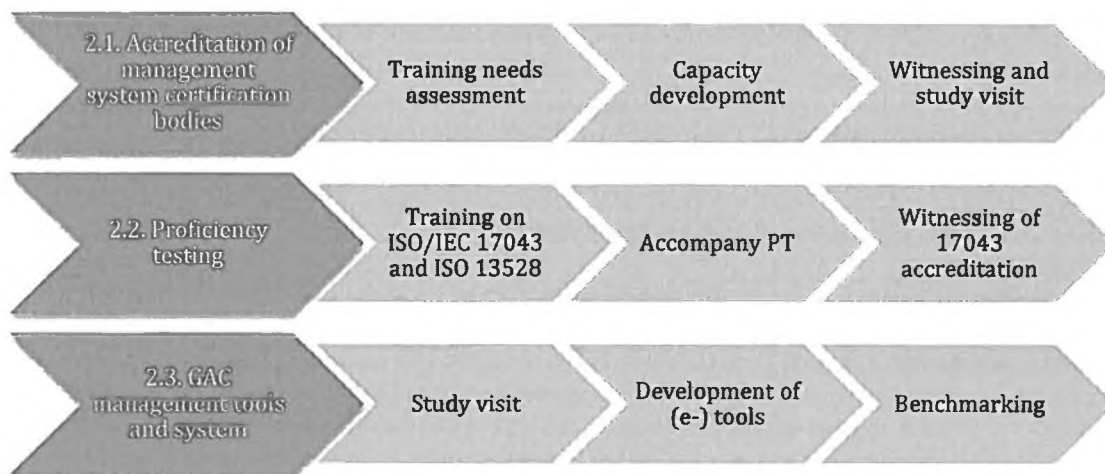 2.1. Accreditation of
management
system certification
bodies
Training needs
assessment
Capacity
development
Witnessing and
study visit
2.2. Proficiency
testing
Training on
ISO/IEC 17043
and ISO 13528
Accompany PT
Witnessing of
17043
accreditation
2.3. GAC
management tools
and system
Study visit
Development of
(e-) tools
Benchmarking